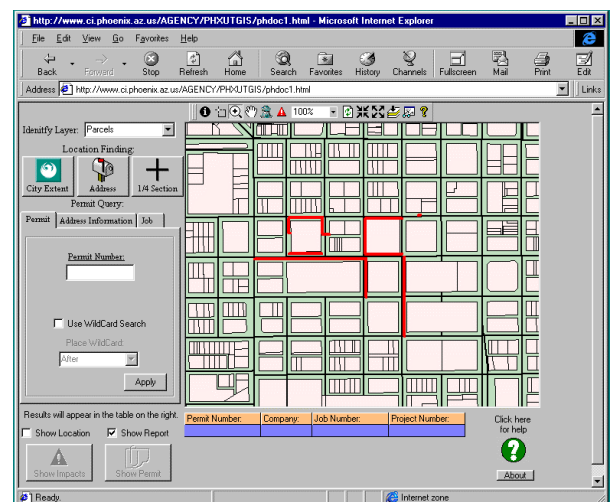 http://www.ci.phoenix.az.us/AGENCY/PHXUTGIS/phdoc1.html - Microsoft Internet Explorer
File Edit View Go Favorites Help
Back Forward Stop Refresh Home Search Favorites History Channels Fullscreen Mail Print Edit
Address http://www.ci.phoenix.az.us/AGENCY/PHXUTGIS/phdoc1.html Links
100%
Idenitfy Layer: Parcels
Location Finding:
City Extent Address 1/4 Section
Permit Query:
Permit Address Information Job
Permit Number:
Use WildCard Search
Place WildCard:
After
Apply
Results will appear in the table on the right.
Show Location Show Report
Show Impacts Show Permit
Permit Number: Company: Job Number: Project Number:
Click here
for help
?
About
Ready. Internet zone